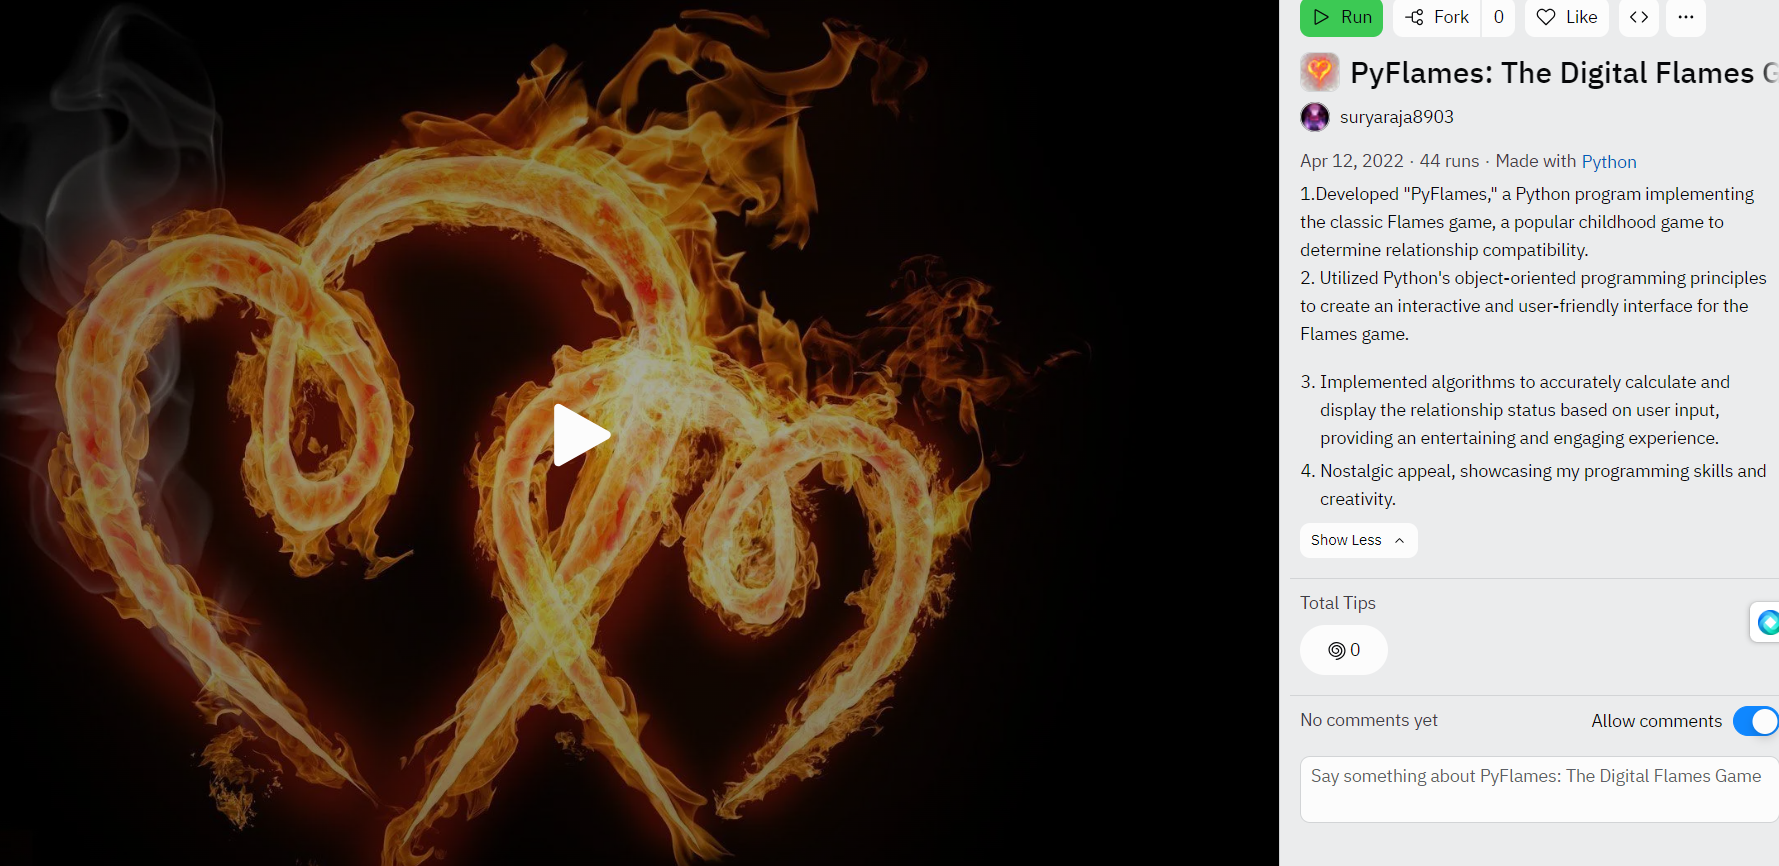 Run Fork 0 Like
PyFlames: The Digital Flames
suryaraja8903
Apr 12, 2022 · 44 runs · Made with Python
1.Developed "PyFlames," a Python program implementing
the classic Flames game, a popular childhood game to
determine relationship compatibility.
2. Utilized Python's object-oriented programming principles
to create an interactive and user-friendly interface for the
Flames game.
3. Implemented algorithms to accurately calculate and
display the relationship status based on user input,
providing an entertaining and engaging experience.
4. Nostalgic appeal, showcasing my programming skills and
creativity.
Show Less
Total Tips
0
No comments yet Allow comments
Say something about PyFlames: The Digital Flames Game